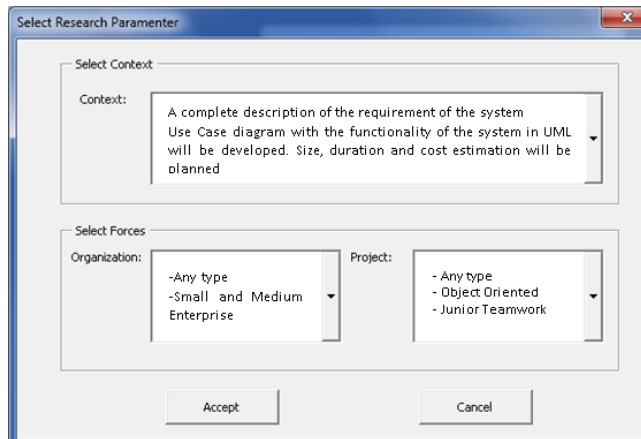 Select Research Paramenter
Select Context
Context:
A complete description of the requirement of the system
Use Case diagram with the functionality of the system in UML
will be developed. Size, duration and cost estimation will be
planned
Select Forces
Organization:
-Any type
-Small and Medium
Enterprise
Project:
- Any type
- Object Oriented
- Junior Teamwork
Accept
Cancel